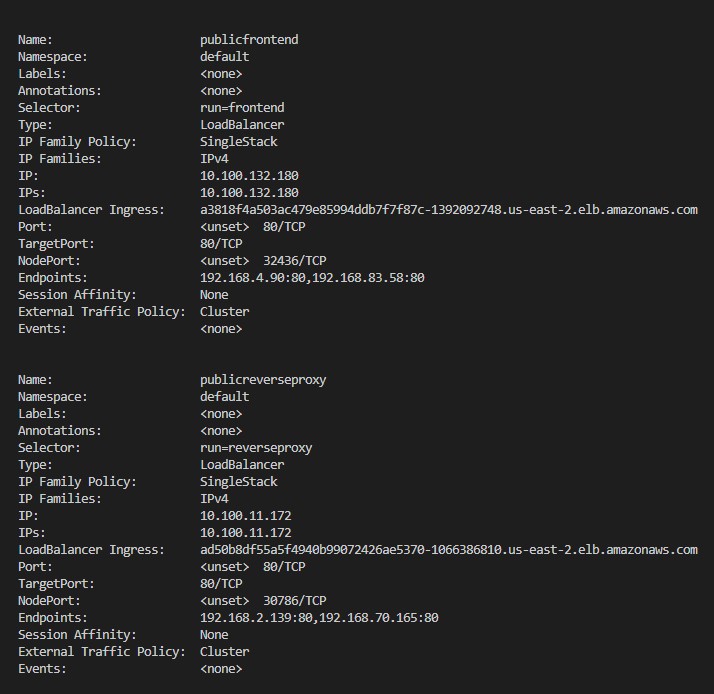 Name: publicfrontend
Namespace: default
Labels: <none>
Annotations: <none>
Selector: run=frontend
Type: LoadBalancer
IP Family Policy: SingleStack
IP Families: IPv4
IP: 10.100.132.180
IPs: 10.100.132.180
LoadBalancer Ingress: a3818f4a503ac479e85994ddb7f7f87c-1392092748.us-east-2.elb.amazonaws.com
Port: <unset> 80/TCP
TargetPort: 80/TCP
NodePort: <unset> 32436/TCP
Endpoints: 192.168.4.90:80,192.168.83.58:80
Session Affinity: None
External Traffic Policy: Cluster
Events: <none>
Name: publicreverseproxy
Namespace: default
Labels: <none>
Annotations: <none>
Selector: run=reverseproxy
Type: LoadBalancer
IP Family Policy: SingleStack
IP Families: IPv4
IP: 10.100.11.172
IPs: 10.100.11.172
LoadBalancer Ingress: ad50b8df55a5f4940b99072426ae5370-1066386810.us-east-2.elb.amazonaws.com
Port: <unset> 80/TCP
TargetPort: 80/TCP
NodePort: <unset> 30786/TCP
Endpoints: 192.168.2.139:80,192.168.70.165:80
Session Affinity: None
External Traffic Policy: Cluster
Events: <none>